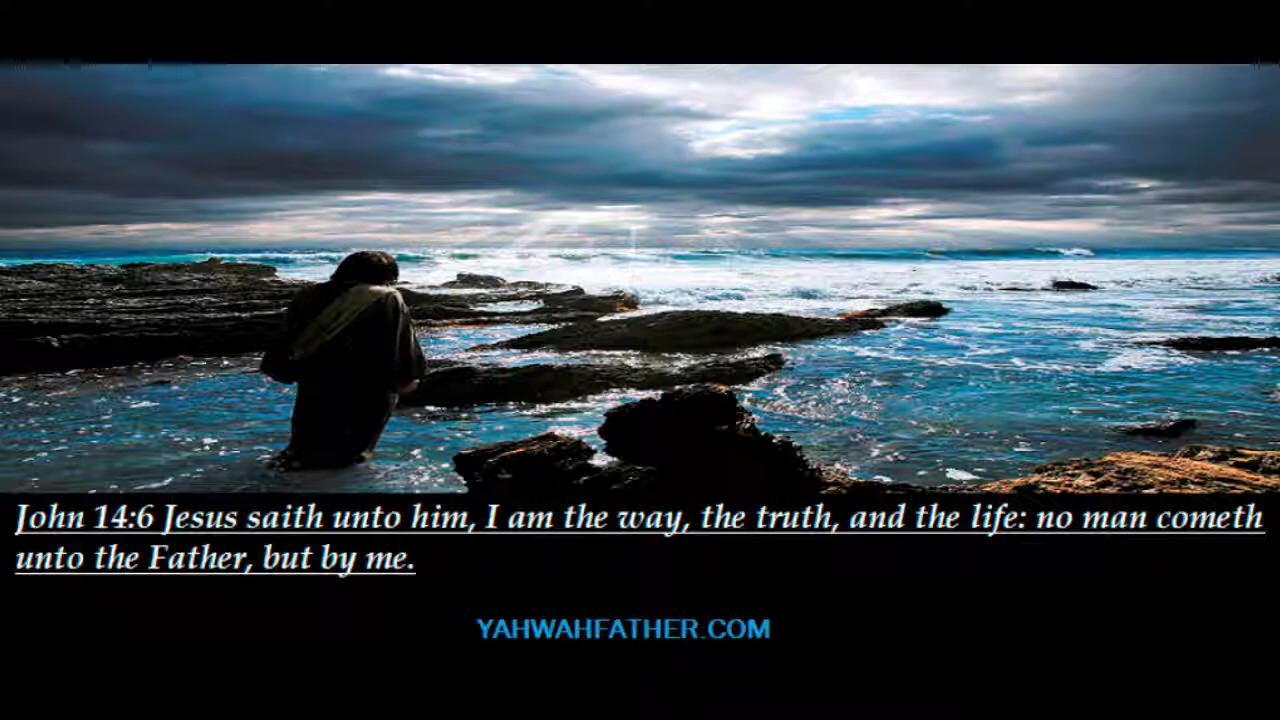 John 14:6 Jesus saith unto him, I am the way, the truth, and the life: no man cometh
unto the Father, but by me.
YAHWAHFATHER.COM